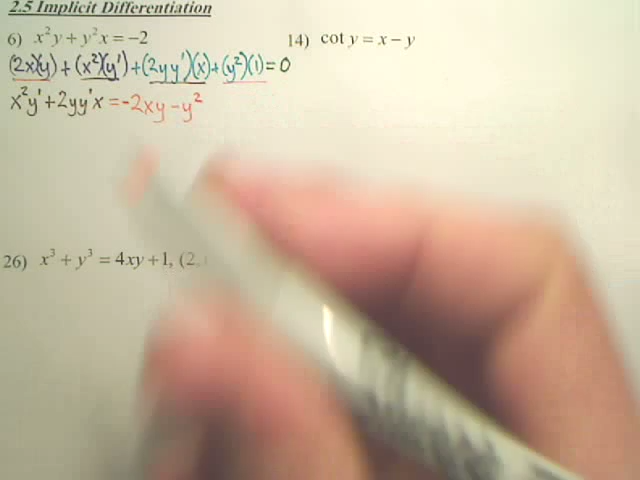 2.5 Implicit Differentiation
6) x²y + y²x = −2
(2x)(y) + (x²)(y') + (2yy')(x) + (y²)(1) = 0
x²y' + 2yy'x = −2xy − y²
14) cot y = x − y
26) x³ + y³ = 4xy + 1, (2,